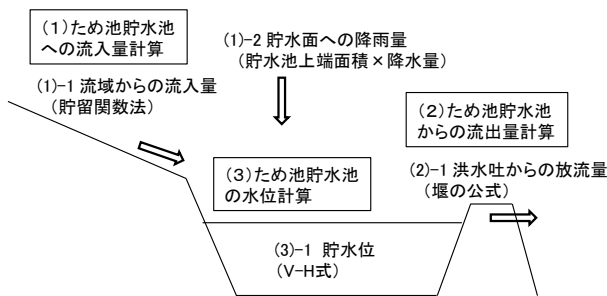 (1)ため池貯水池
への流入量計算
(1)-1 流域からの流入量
(貯留関数法)
(1)-2 貯水面への降雨量
(貯水池上端面積×降水量)
(2)ため池貯水池
からの流出量計算
(2)-1 洪水吐からの放流量
(堰の公式)
(3)ため池貯水池
の水位計算
(3)-1 貯水位
(V-H式)